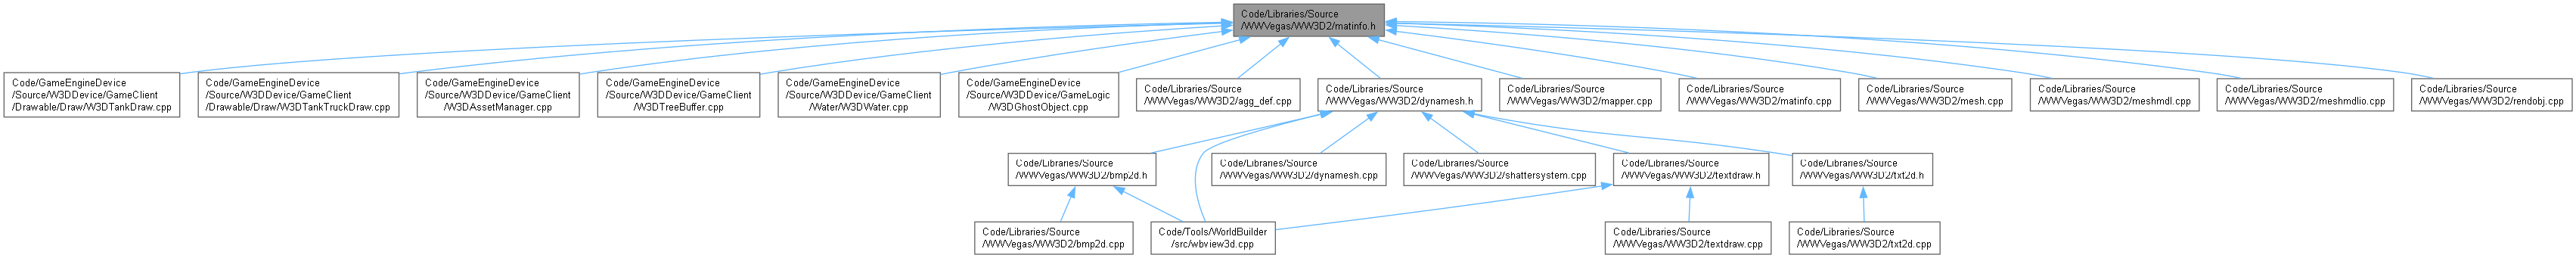 Code/Libraries/Source
/WWVegas/WW3D2/matinfo.h
Code/GameEngineDevice
/Source/W3DDevice/GameClient
/Drawable/Draw/W3DTankDraw.cpp
Code/GameEngineDevice
/Source/W3DDevice/GameClient
/Drawable/Draw/W3DTankTruckDraw.cpp
Code/GameEngineDevice
/Source/W3DDevice/GameClient
/W3DAssetManager.cpp
Code/GameEngineDevice
/Source/W3DDevice/GameClient
/W3DTreeBuffer.cpp
Code/GameEngineDevice
/Source/W3DDevice/GameClient
/Water/W3DWater.cpp
Code/GameEngineDevice
/Source/W3DDevice/GameLogic
/W3DGhostObject.cpp
Code/Libraries/Source
/WWVegas/WW3D2/agg_def.cpp
Code/Libraries/Source
/WWVegas/WW3D2/dynamesh.h
Code/Libraries/Source
/WWVegas/WW3D2/mapper.cpp
Code/Libraries/Source
/WWVegas/WW3D2/matinfo.cpp
Code/Libraries/Source
/WWVegas/WW3D2/mesh.cpp
Code/Libraries/Source
/WWVegas/WW3D2/meshmdl.cpp
Code/Libraries/Source
/WWVegas/WW3D2/meshmdlio.cpp
Code/Libraries/Source
/WWVegas/WW3D2/rendobj.cpp
Code/Libraries/Source
/WWVegas/WW3D2/bmp2d.h
Code/Libraries/Source
/WWVegas/WW3D2/dynamesh.cpp
Code/Libraries/Source
/WWVegas/WW3D2/shattersystem.cpp
Code/Libraries/Source
/WWVegas/WW3D2/textdraw.h
Code/Libraries/Source
/WWVegas/WW3D2/txt2d.h
Code/Libraries/Source
/WWVegas/WW3D2/bmp2d.cpp
Code/Tools/WorldBuilder
/src/wbview3d.cpp
Code/Libraries/Source
/WWVegas/WW3D2/textdraw.cpp
Code/Libraries/Source
/WWVegas/WW3D2/txt2d.cpp